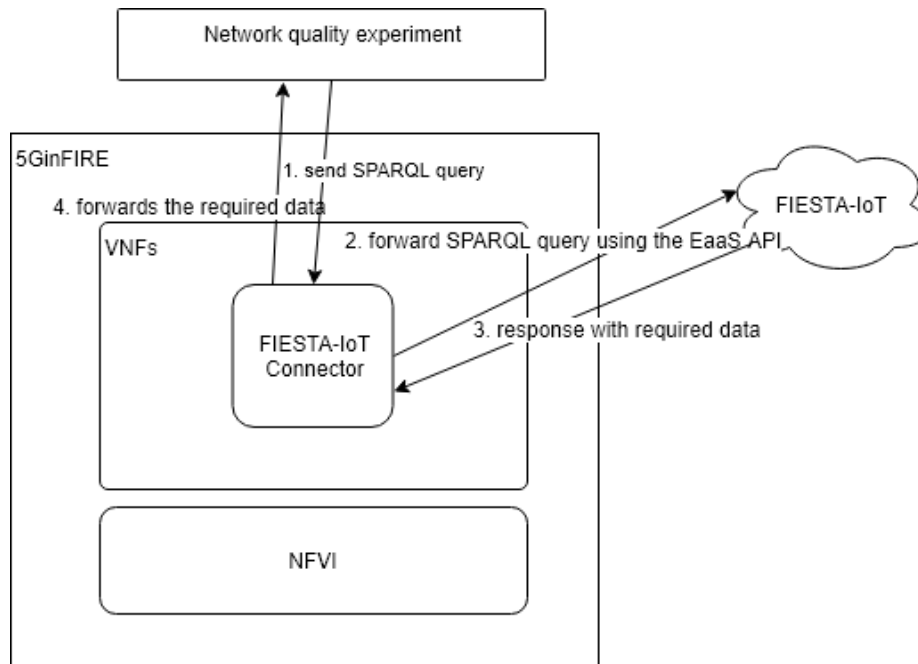 Network quality experiment
5GinFIRE
1. send SPARQL query
4. forwards the required data
FIESTA-IoT
VNFs
2. forward SPARQL query using the EaaS API
3. response with required data
FIESTA-IoT
Connector
NFVI